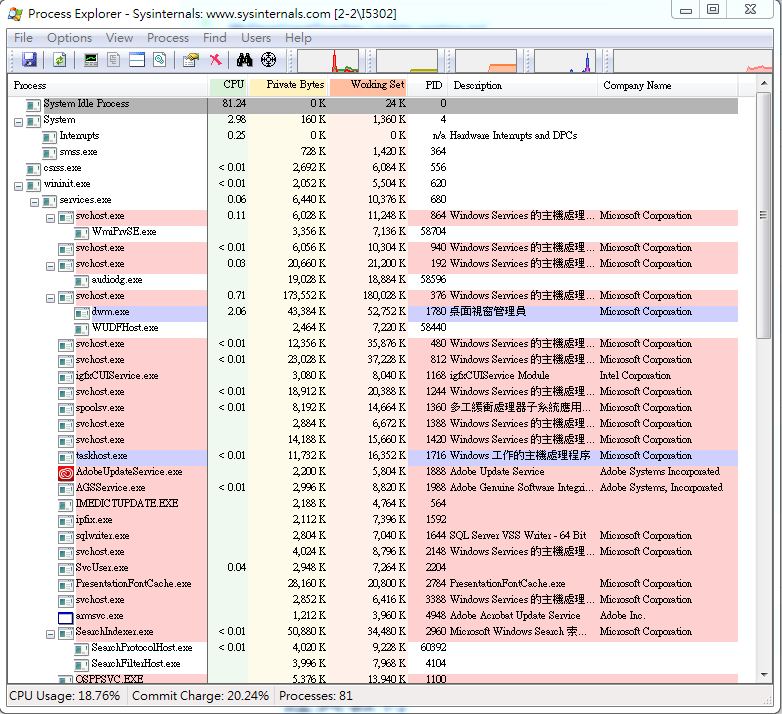 Process Explorer - Sysinternals: www.sysinternals.com [2-2\I5302]
File Options View Process Find Users Help
Process CPU Private Bytes Working Set PID Description Company Name
System Idle Process 81.24 0 K 24 K 0
System 2.98 160 K 1,360 K 4
Interrupts 0.25 0 K 0 K n/a Hardware Interrupts and DPCs
smss.exe 728 K 1,420 K 364
csrss.exe < 0.01 2,692 K 6,084 K 556
wininit.exe < 0.01 2,052 K 5,504 K 620
services.exe 0.06 6,440 K 10,376 K 680
svchost.exe 0.11 6,028 K 11,248 K 864 Windows Services 的主機處理... Microsoft Corporation
WmiPrvSE.exe 3,356 K 7,136 K 58704
svchost.exe < 0.01 6,056 K 10,304 K 940 Windows Services 的主機處理... Microsoft Corporation
svchost.exe 0.03 20,660 K 21,200 K 192 Windows Services 的主機處理... Microsoft Corporation
audiodg.exe 19,028 K 18,884 K 58596
svchost.exe 0.71 173,552 K 180,028 K 376 Windows Services 的主機處理... Microsoft Corporation
dwm.exe 2.06 43,384 K 52,752 K 1780 桌面視窗管理員 Microsoft Corporation
WUDFHost.exe 2,464 K 7,220 K 58440
svchost.exe < 0.01 12,356 K 35,876 K 480 Windows Services 的主機處理... Microsoft Corporation
svchost.exe < 0.01 23,028 K 37,228 K 812 Windows Services 的主機處理... Microsoft Corporation
igfxCUIService.exe 3,080 K 8,040 K 1168 igfxCUIService Module Intel Corporation
svchost.exe < 0.01 18,912 K 20,388 K 1244 Windows Services 的主機處理... Microsoft Corporation
spoolsv.exe < 0.01 8,192 K 14,664 K 1360 多工緩衝處理器子系統應用... Microsoft Corporation
svchost.exe 2,884 K 6,672 K 1388 Windows Services 的主機處理... Microsoft Corporation
svchost.exe 14,188 K 15,660 K 1420 Windows Services 的主機處理... Microsoft Corporation
taskhost.exe < 0.01 11,732 K 16,352 K 1716 Windows 工作的主機處理程序 Microsoft Corporation
AdobeUpdateService.exe 2,200 K 5,804 K 1888 Adobe Update Service Adobe Systems Incorporated
AGSService.exe < 0.01 2,996 K 8,820 K 1988 Adobe Genuine Software Integri... Adobe Systems, Incorporated
IMEDICTUPDATE.EXE 2,188 K 4,764 K 564
ipfix.exe 2,112 K 7,396 K 1592
sqlwriter.exe 2,804 K 7,040 K 1644 SQL Server VSS Writer - 64 Bit Microsoft Corporation
svchost.exe 4,024 K 8,796 K 2148 Windows Services 的主機處理... Microsoft Corporation
SvcUser.exe 0.04 2,948 K 7,264 K 2204
PresentationFontCache.exe 28,160 K 20,800 K 2784 PresentationFontCache.exe Microsoft Corporation
svchost.exe 2,852 K 6,416 K 3388 Windows Services 的主機處理... Microsoft Corporation
armsvc.exe 1,212 K 3,960 K 4948 Adobe Acrobat Update Service Adobe Inc.
SearchIndexer.exe < 0.01 50,880 K 34,480 K 2960 Microsoft Windows Search 索... Microsoft Corporation
SearchProtocolHost.exe < 0.01 4,020 K 9,228 K 60392
SearchFilterHost.exe 3,996 K 7,968 K 4104
OSPPSVC.EXE 5,376 K 13,940 K 1100
CPU Usage: 18.76% Commit Charge: 20.24% Processes: 81